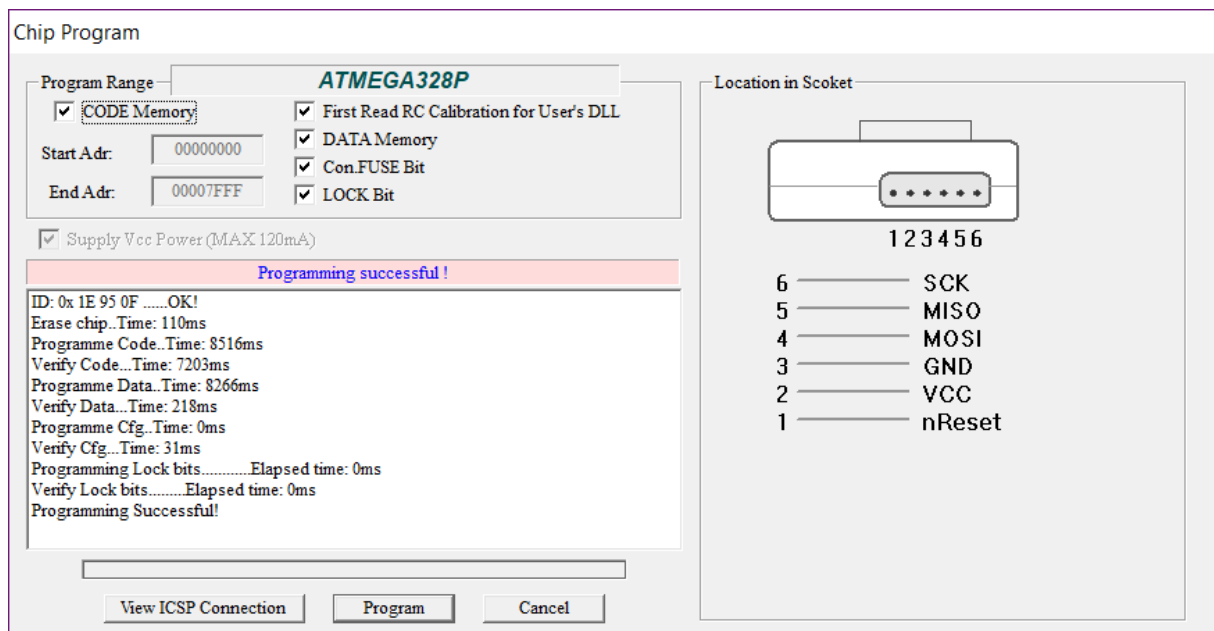 Chip Program
Program Range
ATMEGA328P
CODE Memory
First Read RC Calibration for User's DLL
Start Adr:
00000000
DATA Memory
Con.FUSE Bit
End Adr:
00007FFF
LOCK Bit
Supply Vcc Power (MAX 120mA)
Programming successful !
ID: 0x 1E 95 0F ......OK!
Erase chip..Time: 110ms
Programme Code..Time: 8516ms
Verify Code...Time: 7203ms
Programme Data..Time: 8266ms
Verify Data...Time: 218ms
Programme Cfg..Time: 0ms
Verify Cfg...Time: 31ms
Programming Lock bits............Elapsed time: 0ms
Verify Lock bits.........Elapsed time: 0ms
Programming Successful!
View ICSP Connection
Program
Cancel
Location in Scoket
123456
6 SCK
5 MISO
4 MOSI
3 GND
2 VCC
1 nReset